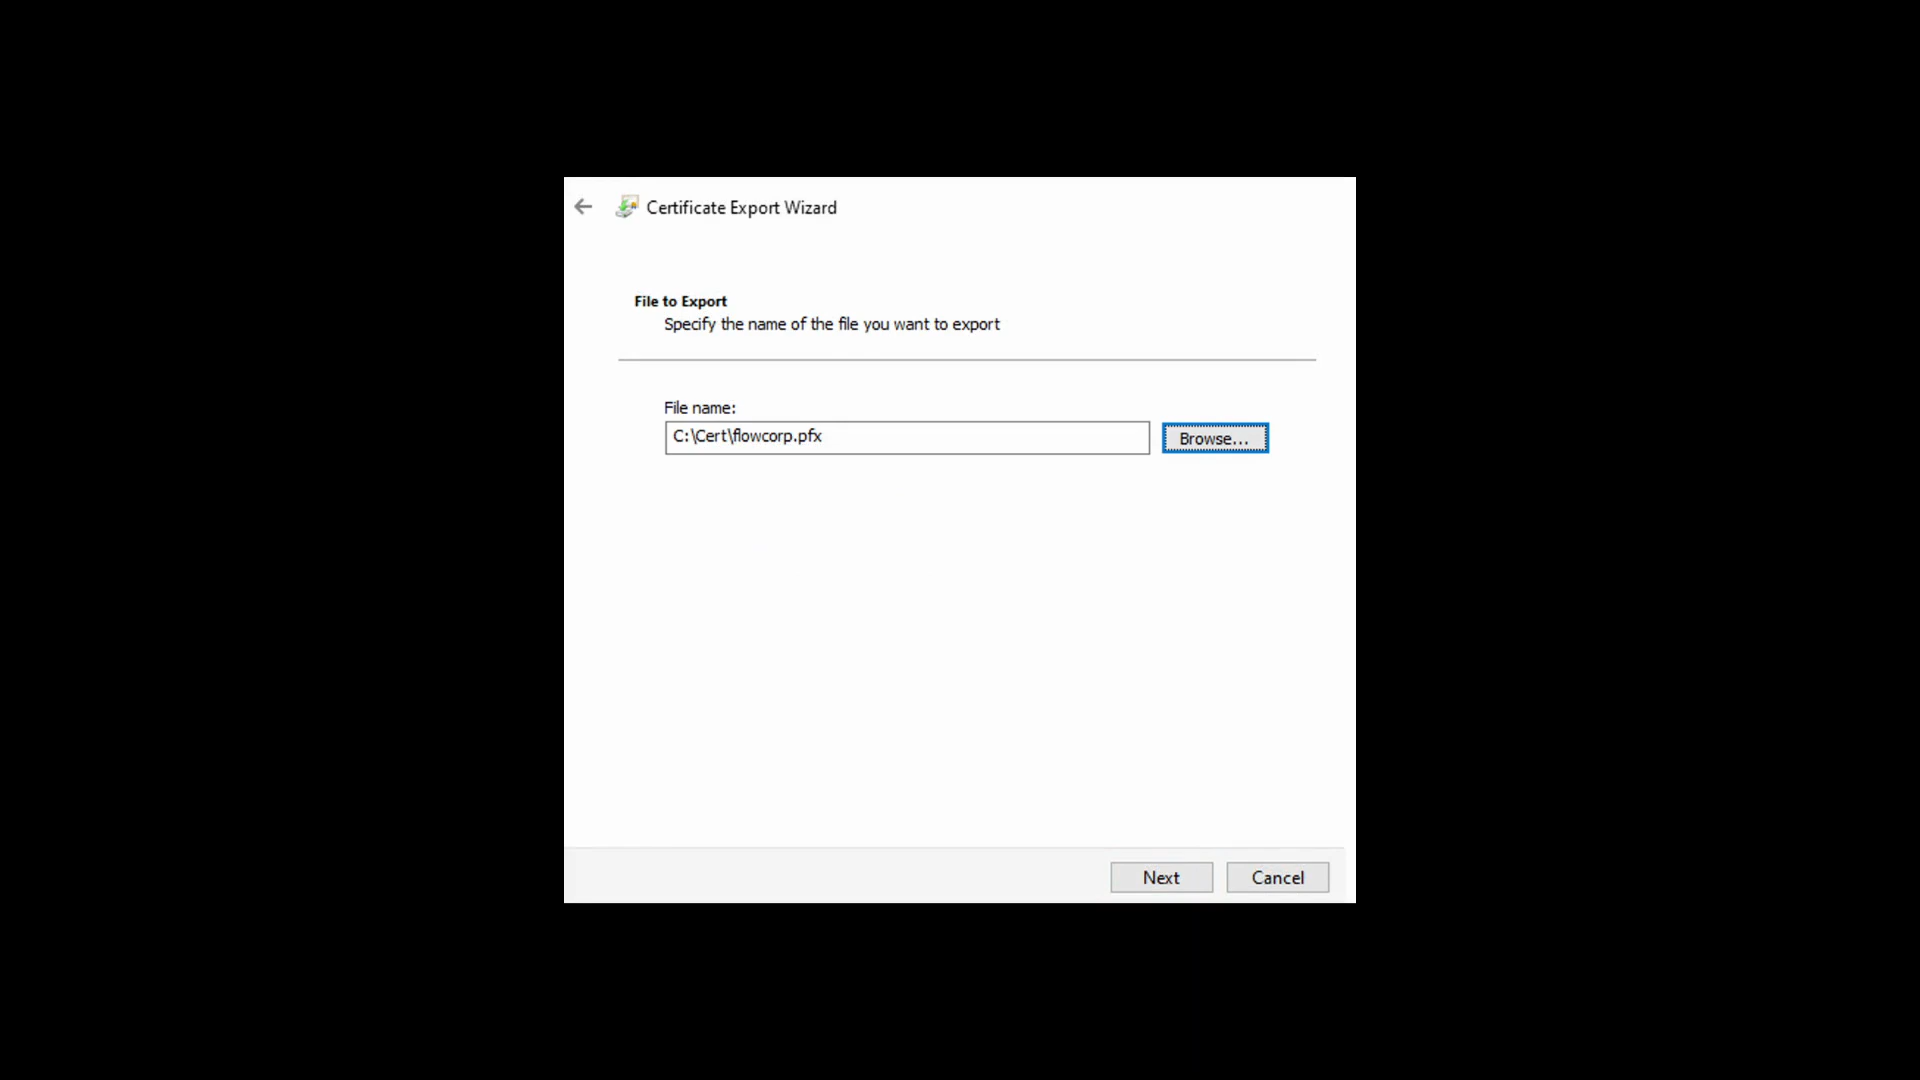 Certificate Export Wizard
File to Export
Specify the name of the file you want to export
File name:
C:\Cert\flowcorp.pfx
Browse...
Next
Cancel